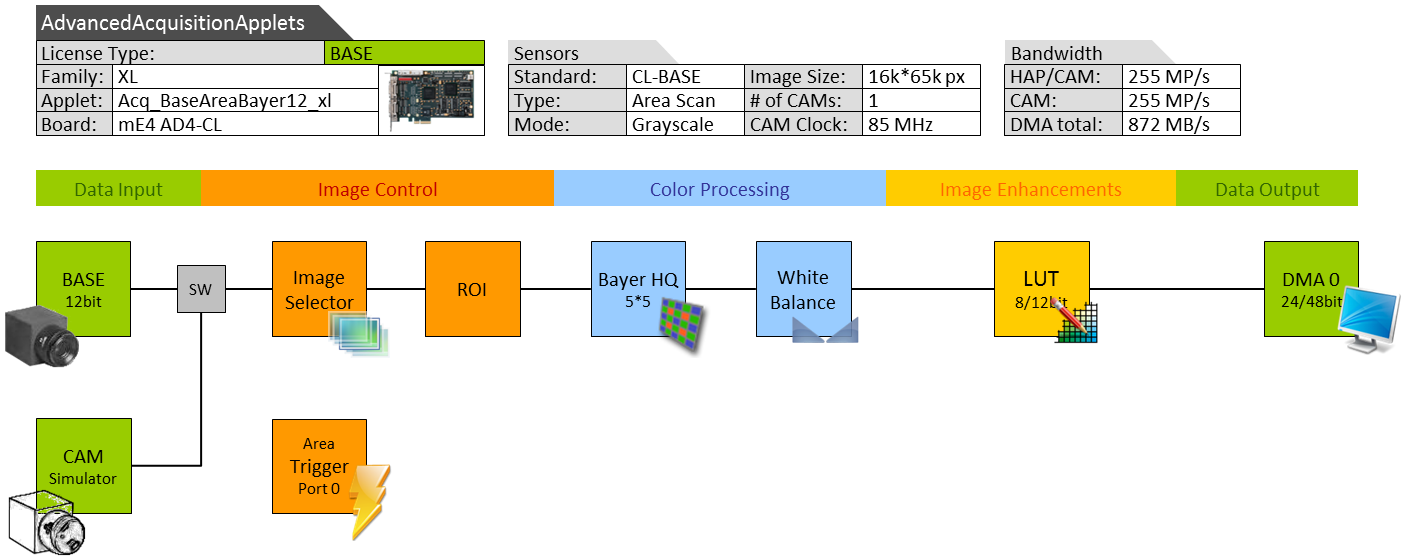 AdvancedAcquisitionApplets
License Type: BASE
Family: XL
Applet: Acq_BaseAreaBayer12_xl
Board: mE4 AD4-CL
Sensors
Standard: CL-BASE Image Size: 16k*65k px
Type: Area Scan # of CAMs: 1
Mode: Grayscale CAM Clock: 85 MHz
Bandwidth
HAP/CAM: 255 MP/s
CAM: 255 MP/s
DMA total: 872 MB/s
Data Input Image Control Color Processing Image Enhancements Data Output
BASE
12bit
SW
Image
Selector
ROI
Bayer HQ
5*5
White
Balance
LUT
8/12bit
DMA 0
24/48bit
CAM
Simulator
Area
Trigger
Port 0